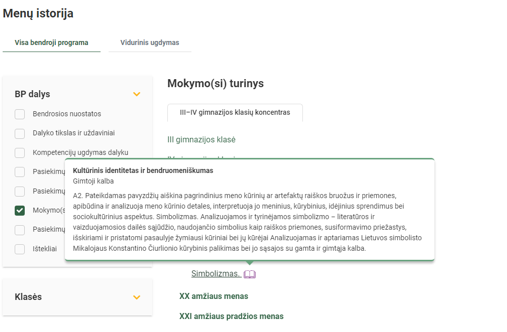 Menų istorija
Visa bendroji programa
Vidurinis ugdymas
BP dalys
Bendrosios nuostatos
Dalyko tikslas ir uždaviniai
Kompetencijų ugdymas dalyku
Pasiekimų
Pasiekimų
Mokymo(s
Pasiekimų
Ištekliai
Klasės
Mokymo(si) turinys
III–IV gimnazijos klasių koncentras
III gimnazijos klasė
Kultūrinis identitetas ir bendruomeniškumas
Gimtoji kalba
A2. Pateikdamas pavyzdžių aiškina pagrindinius meno kūrinių ar artefaktų raiškos bruožus ir priemones,
apibūdina ir analizuoja meno kūrinio detales, interpretuoja jo meninius, kūrybinius, idėjinius sprendimus bei
sociokultūrinius aspektus. Simbolizmas. Analizuojamos ir tyrinėjamos simbolizmo – literatūros ir
vaizduojamosios dailės sąjūdžio, naudojančio simbolius kaip raiškos priemones, susiformavimo priežastys,
išskiriami ir pristatomi pasaulyje žymiausi kūriniai bei jų kūrėjai Analizuojamos ir aptariamas Lietuvos simbolisto
Mikalojaus Konstantino Čiurlionio kūrybinis palikimas bei jo sąsajos su gamta ir gimtąja kalba.
Simbolizmas.
XX amžiaus menas
XXI amžiaus pradžios menas